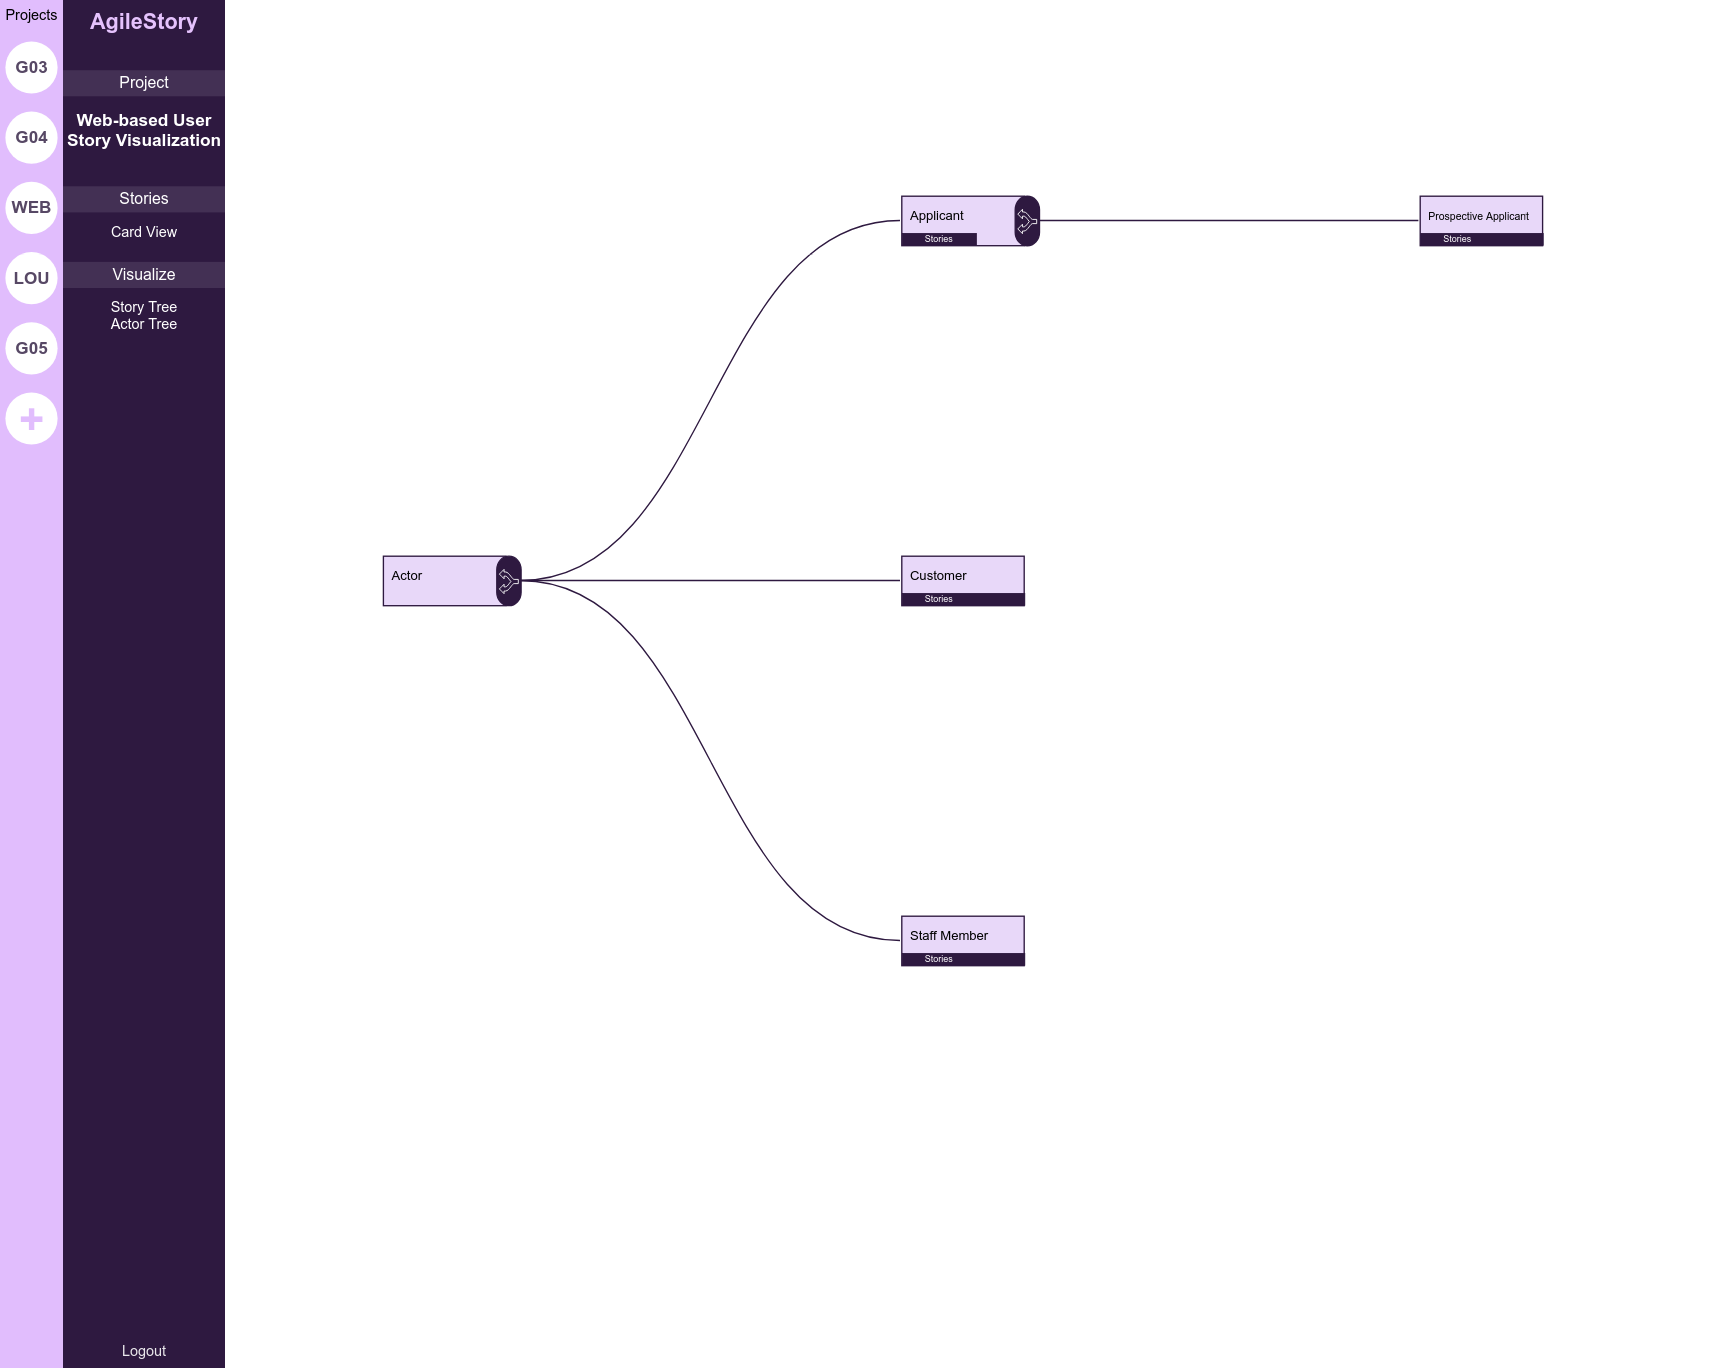 Projects
G03
G04
WEB
LOU
G05
AgileStory
Project
Web-based User
Story Visualization
Stories
Card View
Visualize
Story Tree
Actor Tree
Logout
Actor
Applicant
Stories
Prospective Applicant
Stories
Customer
Stories
Staff Member
Stories